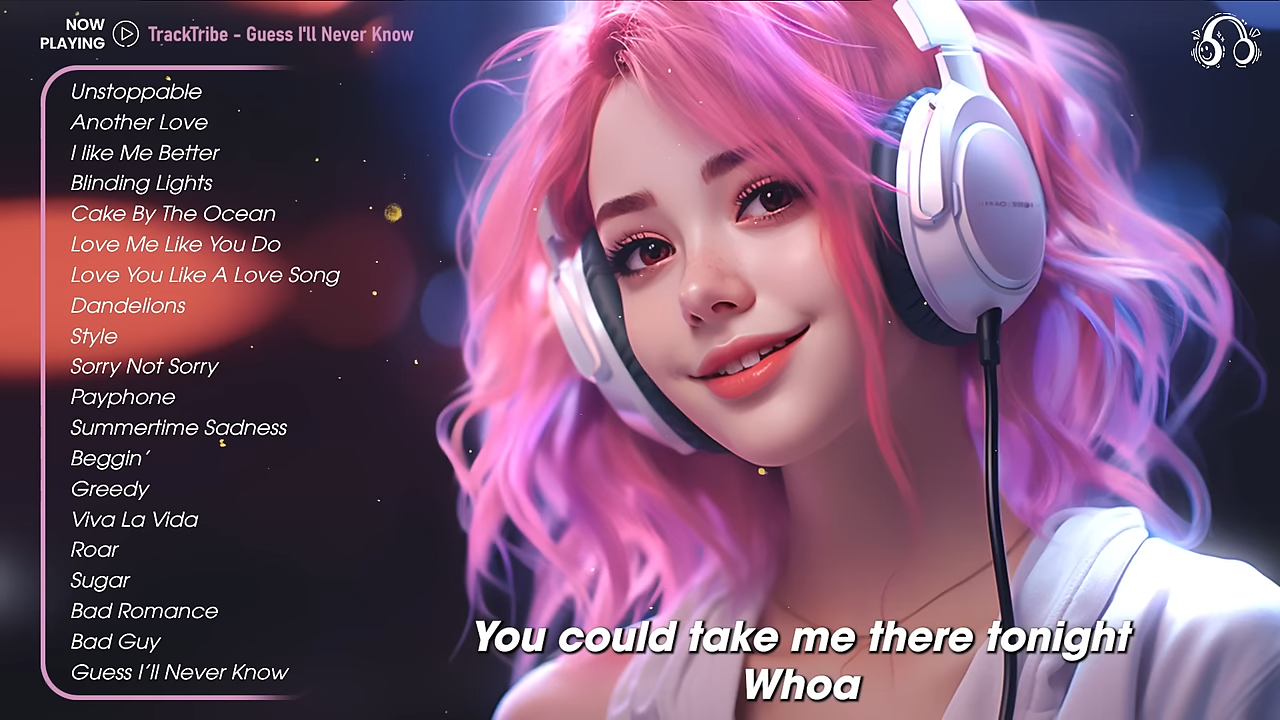 NOW
PLAYING
TrackTribe - Guess I'll Never Know
Unstoppable
Another Love
I like Me Better
Blinding Lights
Cake By The Ocean
Love Me Like You Do
Love You Like A Love Song
Dandelions
Style
Sorry Not Sorry
Payphone
Summertime Sadness
Beggin’
Greedy
Viva La Vida
Roar
Sugar
Bad Romance
Bad Guy
Guess I’ll Never Know
You could take me there tonight
Whoa